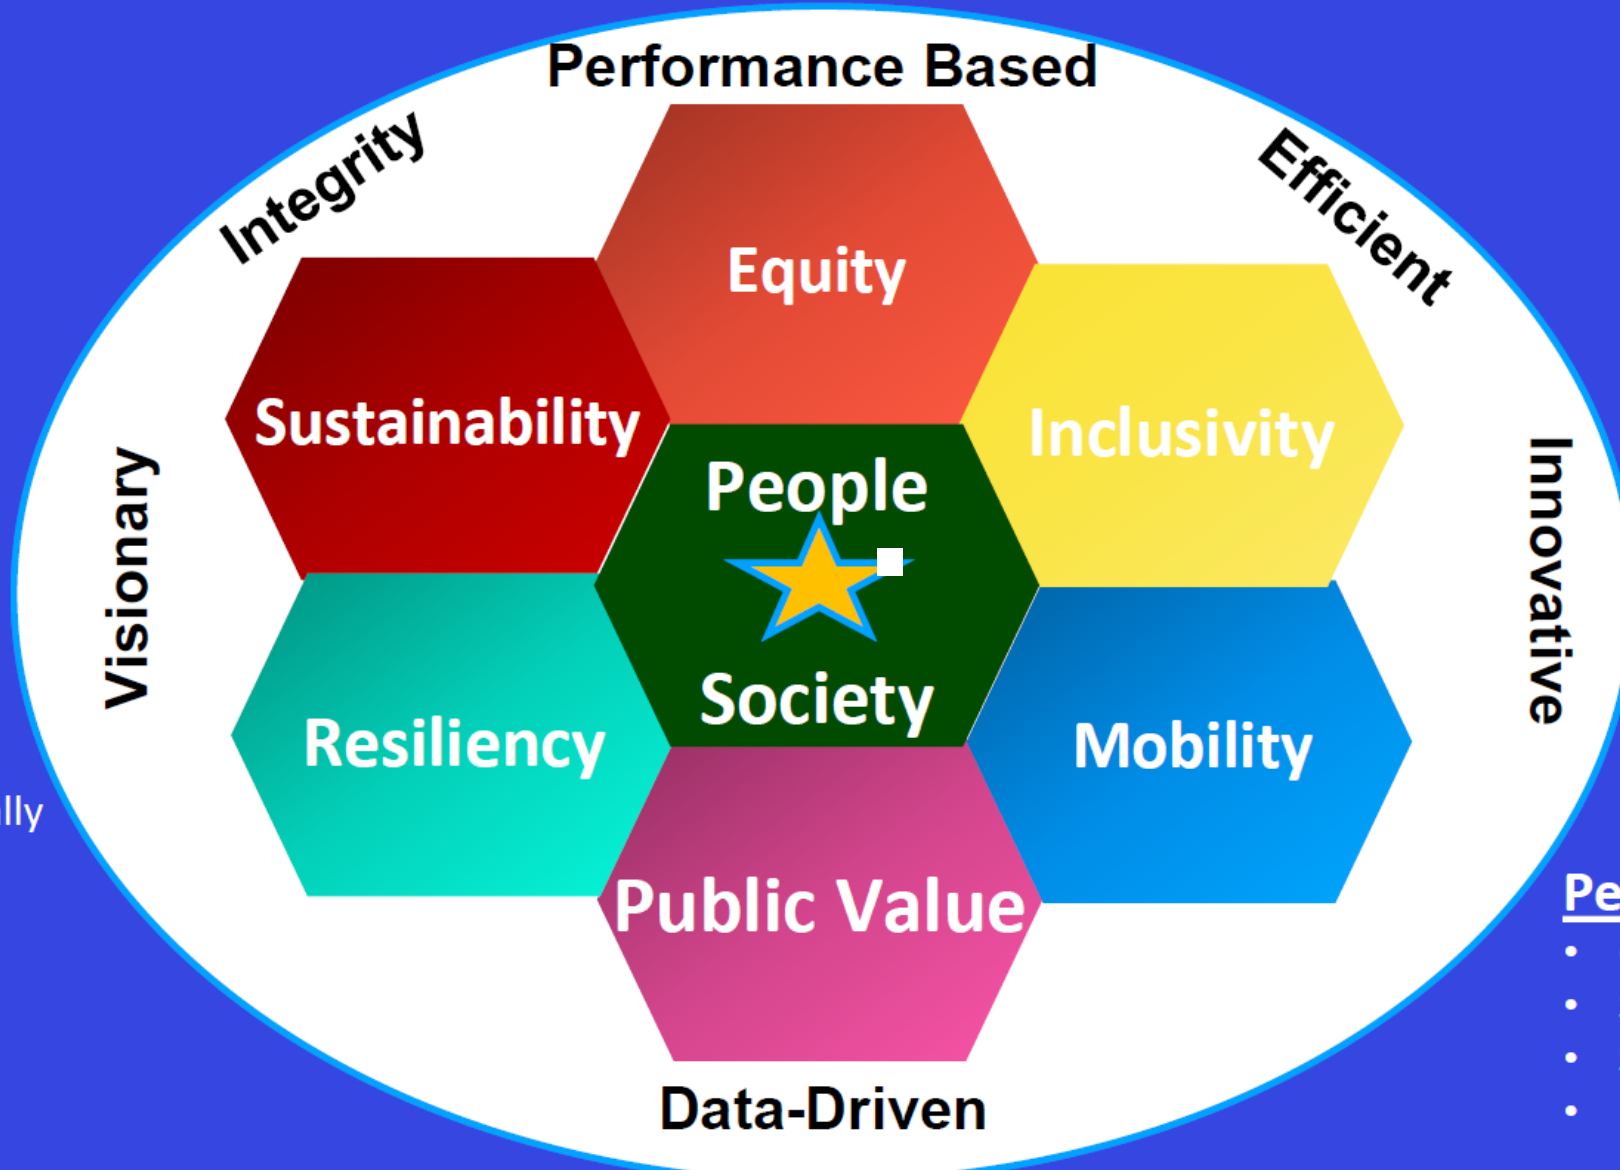 Performance Based
Integrity
Efficient
Equity
Sustainability
Inclusivity
People
Visionary
Innovative
Society
Resiliency
Mobility
Public Value
Data-Driven